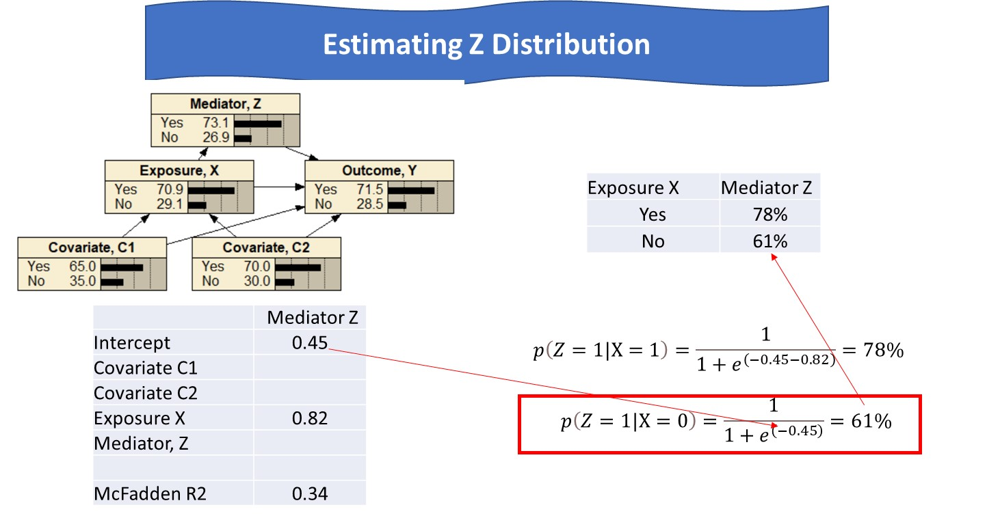 Estimating Z Distribution
Mediator, Z
Yes 73.1
No 26.9
Exposure, X
Yes 70.9
No 29.1
Outcome, Y
Yes 71.5
No 28.5
Covariate, C1
Yes 65.0
No 35.0
Covariate, C2
Yes 70.0
No 30.0
Exposure X Mediator Z
Yes 78%
No 61%
Mediator Z
Intercept 0.45
Covariate C1
Covariate C2
Exposure X 0.82
Mediator, Z
McFadden R2 0.34
p(Z = 1|X = 1) = 1 / 1 + e^(−0.45−0.82) = 78%
p(Z = 1|X = 0) = 1 / 1 + e^(−0.45) = 61%